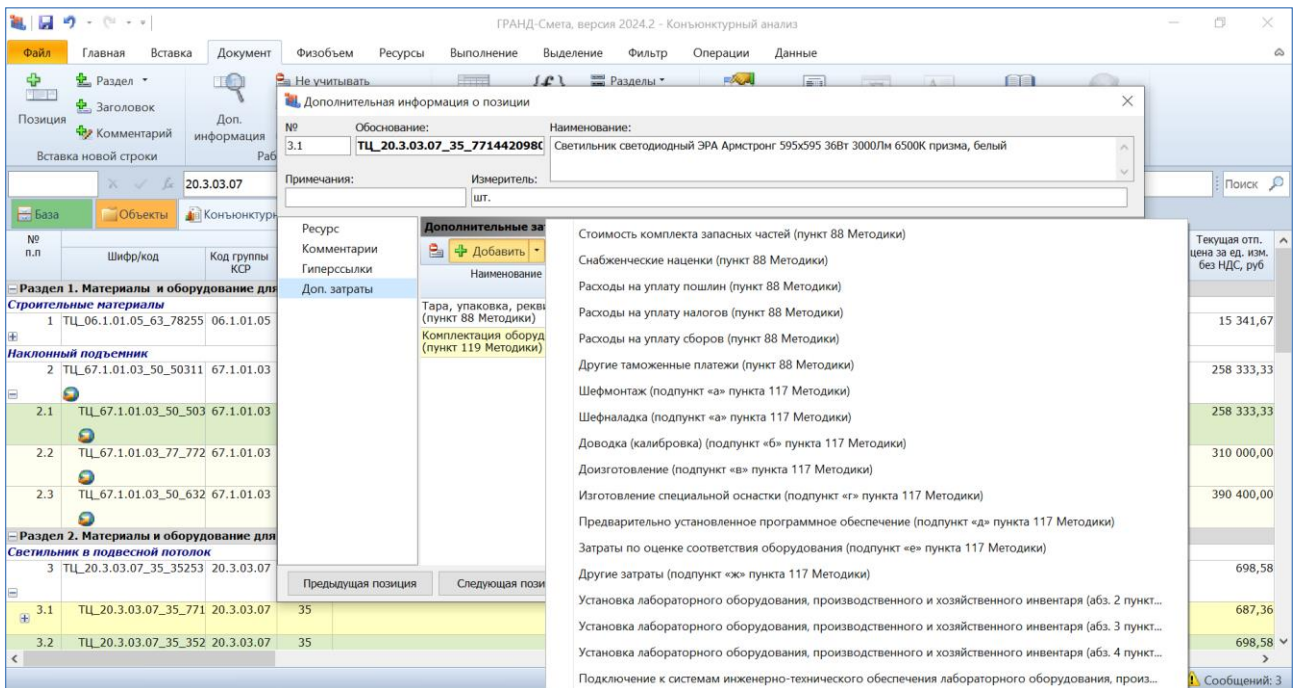 ГРАНД-Смета, версия 2024.2 - Конъюнктурный анализ
Файл Главная Вставка Документ Физобъем Ресурсы Выполнение Выделение Фильтр Операции Данные
Раздел
Не учитывать
Разделы
Заголовок
Позиция
Комментарий
Доп. информация
Вставка новой строки
Раб
Дополнительная информация о позиции
№ Обоснование: Наименование:
3.1 ТЦ_20.3.03.07_35_7714420980 Светильник светодиодный ЭРА Армстронг 595х595 36Вт 3000Лм 6500К призма, белый
Примечания: Измеритель:
шт.
20.3.03.07
Поиск
База Объекты Конъюнктурн
Ресурс
Комментарии
Гиперссылки
Доп. затраты
Дополнительные за
Добавить
Наименование
Тара, упаковка, рекви
(пункт 88 Методики)
Комплектация оборуд
(пункт 119 Методики)
Предыдущая позиция Следующая пози
Стоимость комплекта запасных частей (пункт 88 Методики)
Снабженческие наценки (пункт 88 Методики)
Расходы на уплату пошлин (пункт 88 Методики)
Расходы на уплату налогов (пункт 88 Методики)
Расходы на уплату сборов (пункт 88 Методики)
Другие таможенные платежи (пункт 88 Методики)
Шефмонтаж (подпункт «а» пункта 117 Методики)
Шефналадка (подпункт «а» пункта 117 Методики)
Доводка (калибровка) (подпункт «б» пункта 117 Методики)
Доизготовление (подпункт «в» пункта 117 Методики)
Изготовление специальной оснастки (подпункт «г» пункта 117 Методики)
Предварительно установленное программное обеспечение (подпункт «д» пункта 117 Методики)
Затраты по оценке соответствия оборудования (подпункт «е» пункта 117 Методики)
Другие затраты (подпункт «ж» пункта 117 Методики)
Установка лабораторного оборудования, производственного и хозяйственного инвентаря (абз. 2 пункт...
Установка лабораторного оборудования, производственного и хозяйственного инвентаря (абз. 3 пункт...
Установка лабораторного оборудования, производственного и хозяйственного инвентаря (абз. 4 пункт...
Подключение к системам инженерно-технического обеспечения лабораторного оборудования, произ...
№ п.п Шифр/код Код группы КСР Текущая отп. цена за ед. изм. без НДС, руб
Раздел 1. Материалы и оборудование для
Строительные материалы
1 ТЦ_06.1.01.05_63_78255 06.1.01.05 15 341,67
Наклонный подъемник
2 ТЦ_67.1.01.03_50_50311 67.1.01.03 258 333,33
2.1 ТЦ_67.1.01.03_50_503 67.1.01.03 258 333,33
2.2 ТЦ_67.1.01.03_77_772 67.1.01.03 310 000,00
2.3 ТЦ_67.1.01.03_50_632 67.1.01.03 390 400,00
Раздел 2. Материалы и оборудование для
Светильник в подвесной потолок
3 ТЦ_20.3.03.07_35_35253 20.3.03.07 698,58
3.1 ТЦ_20.3.03.07_35_771 20.3.03.07 35 687,36
3.2 ТЦ_20.3.03.07_35_352 20.3.03.07 35 698,58
Сообщений: 3